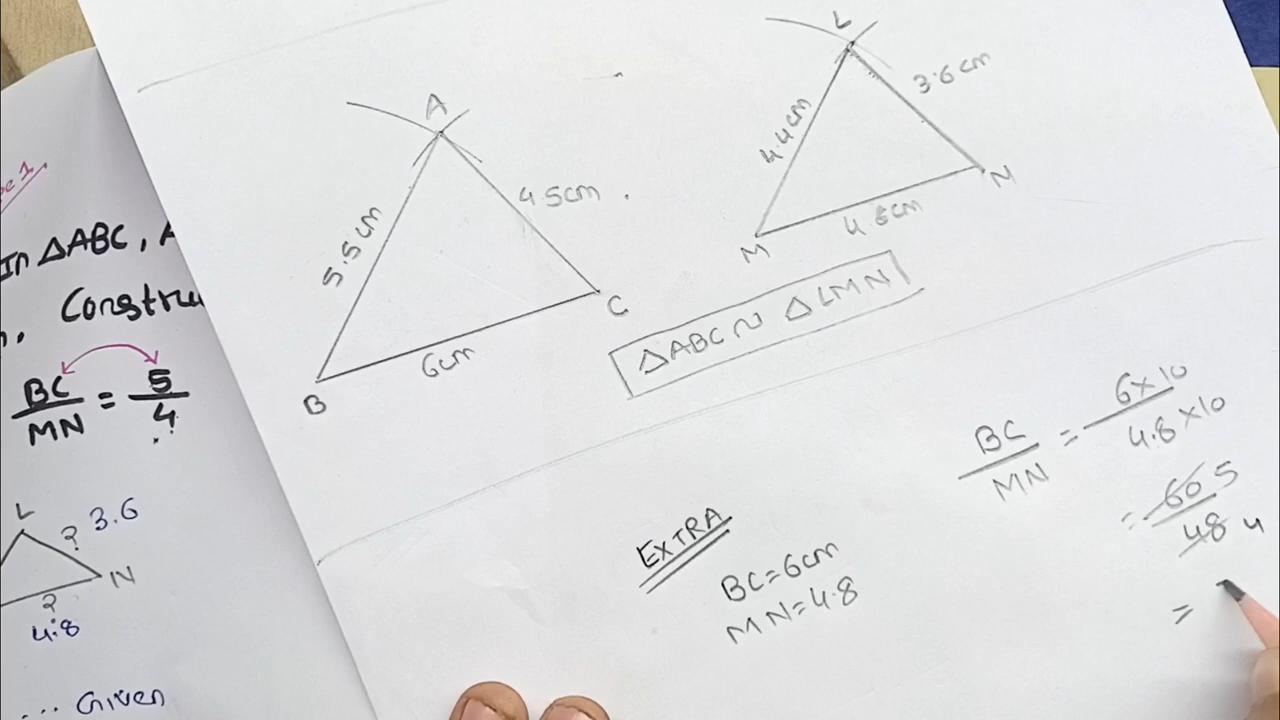 In △ABC, A
Constru
BC/MN = 5/4
L
? 3.6
N
?
4.8
... Given
A
5.5cm
4.5cm
B
6cm
C
L
4.4cm
3.6cm
M
4.8cm
N
△ABC ~ △LMN
EXTRA
BC=6cm
MN=4.8
BC/MN = 6×10/4.8×10
= 60 5/48 4
=